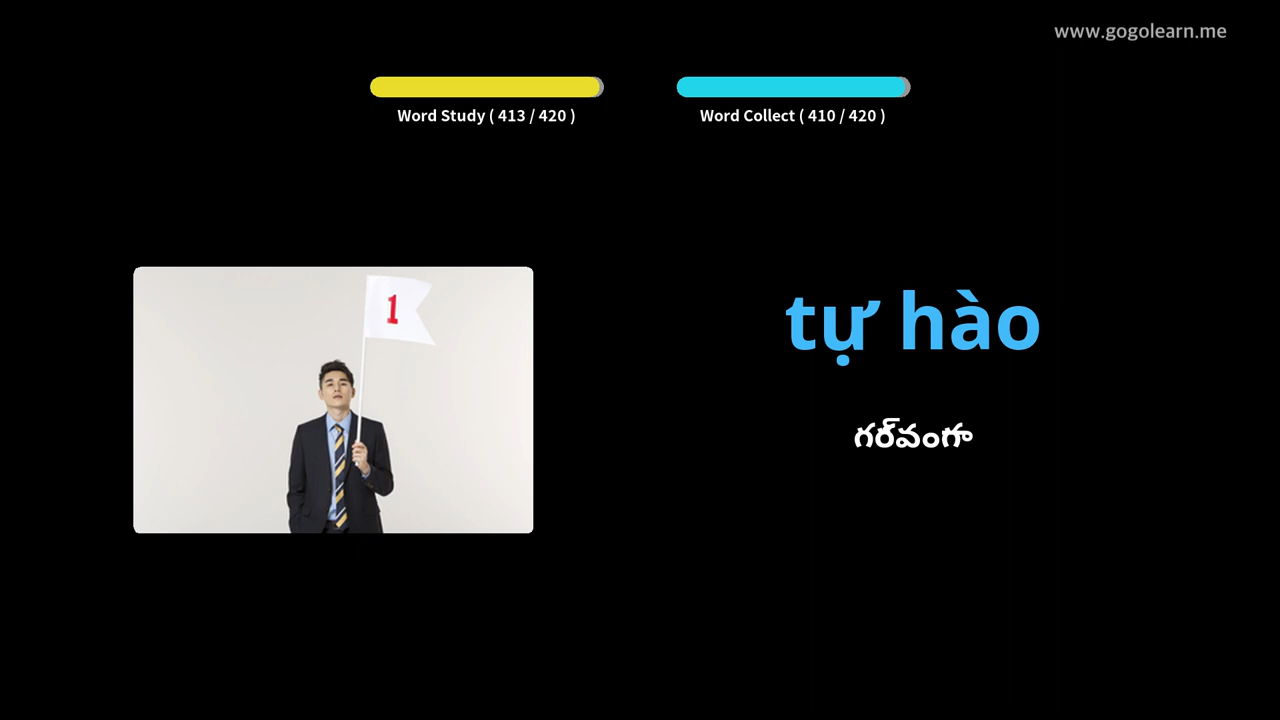 www.gogolearn.me
Word Study ( 413 / 420 )
Word Collect ( 410 / 420 )
1
tự hào
గర్‌వంగా